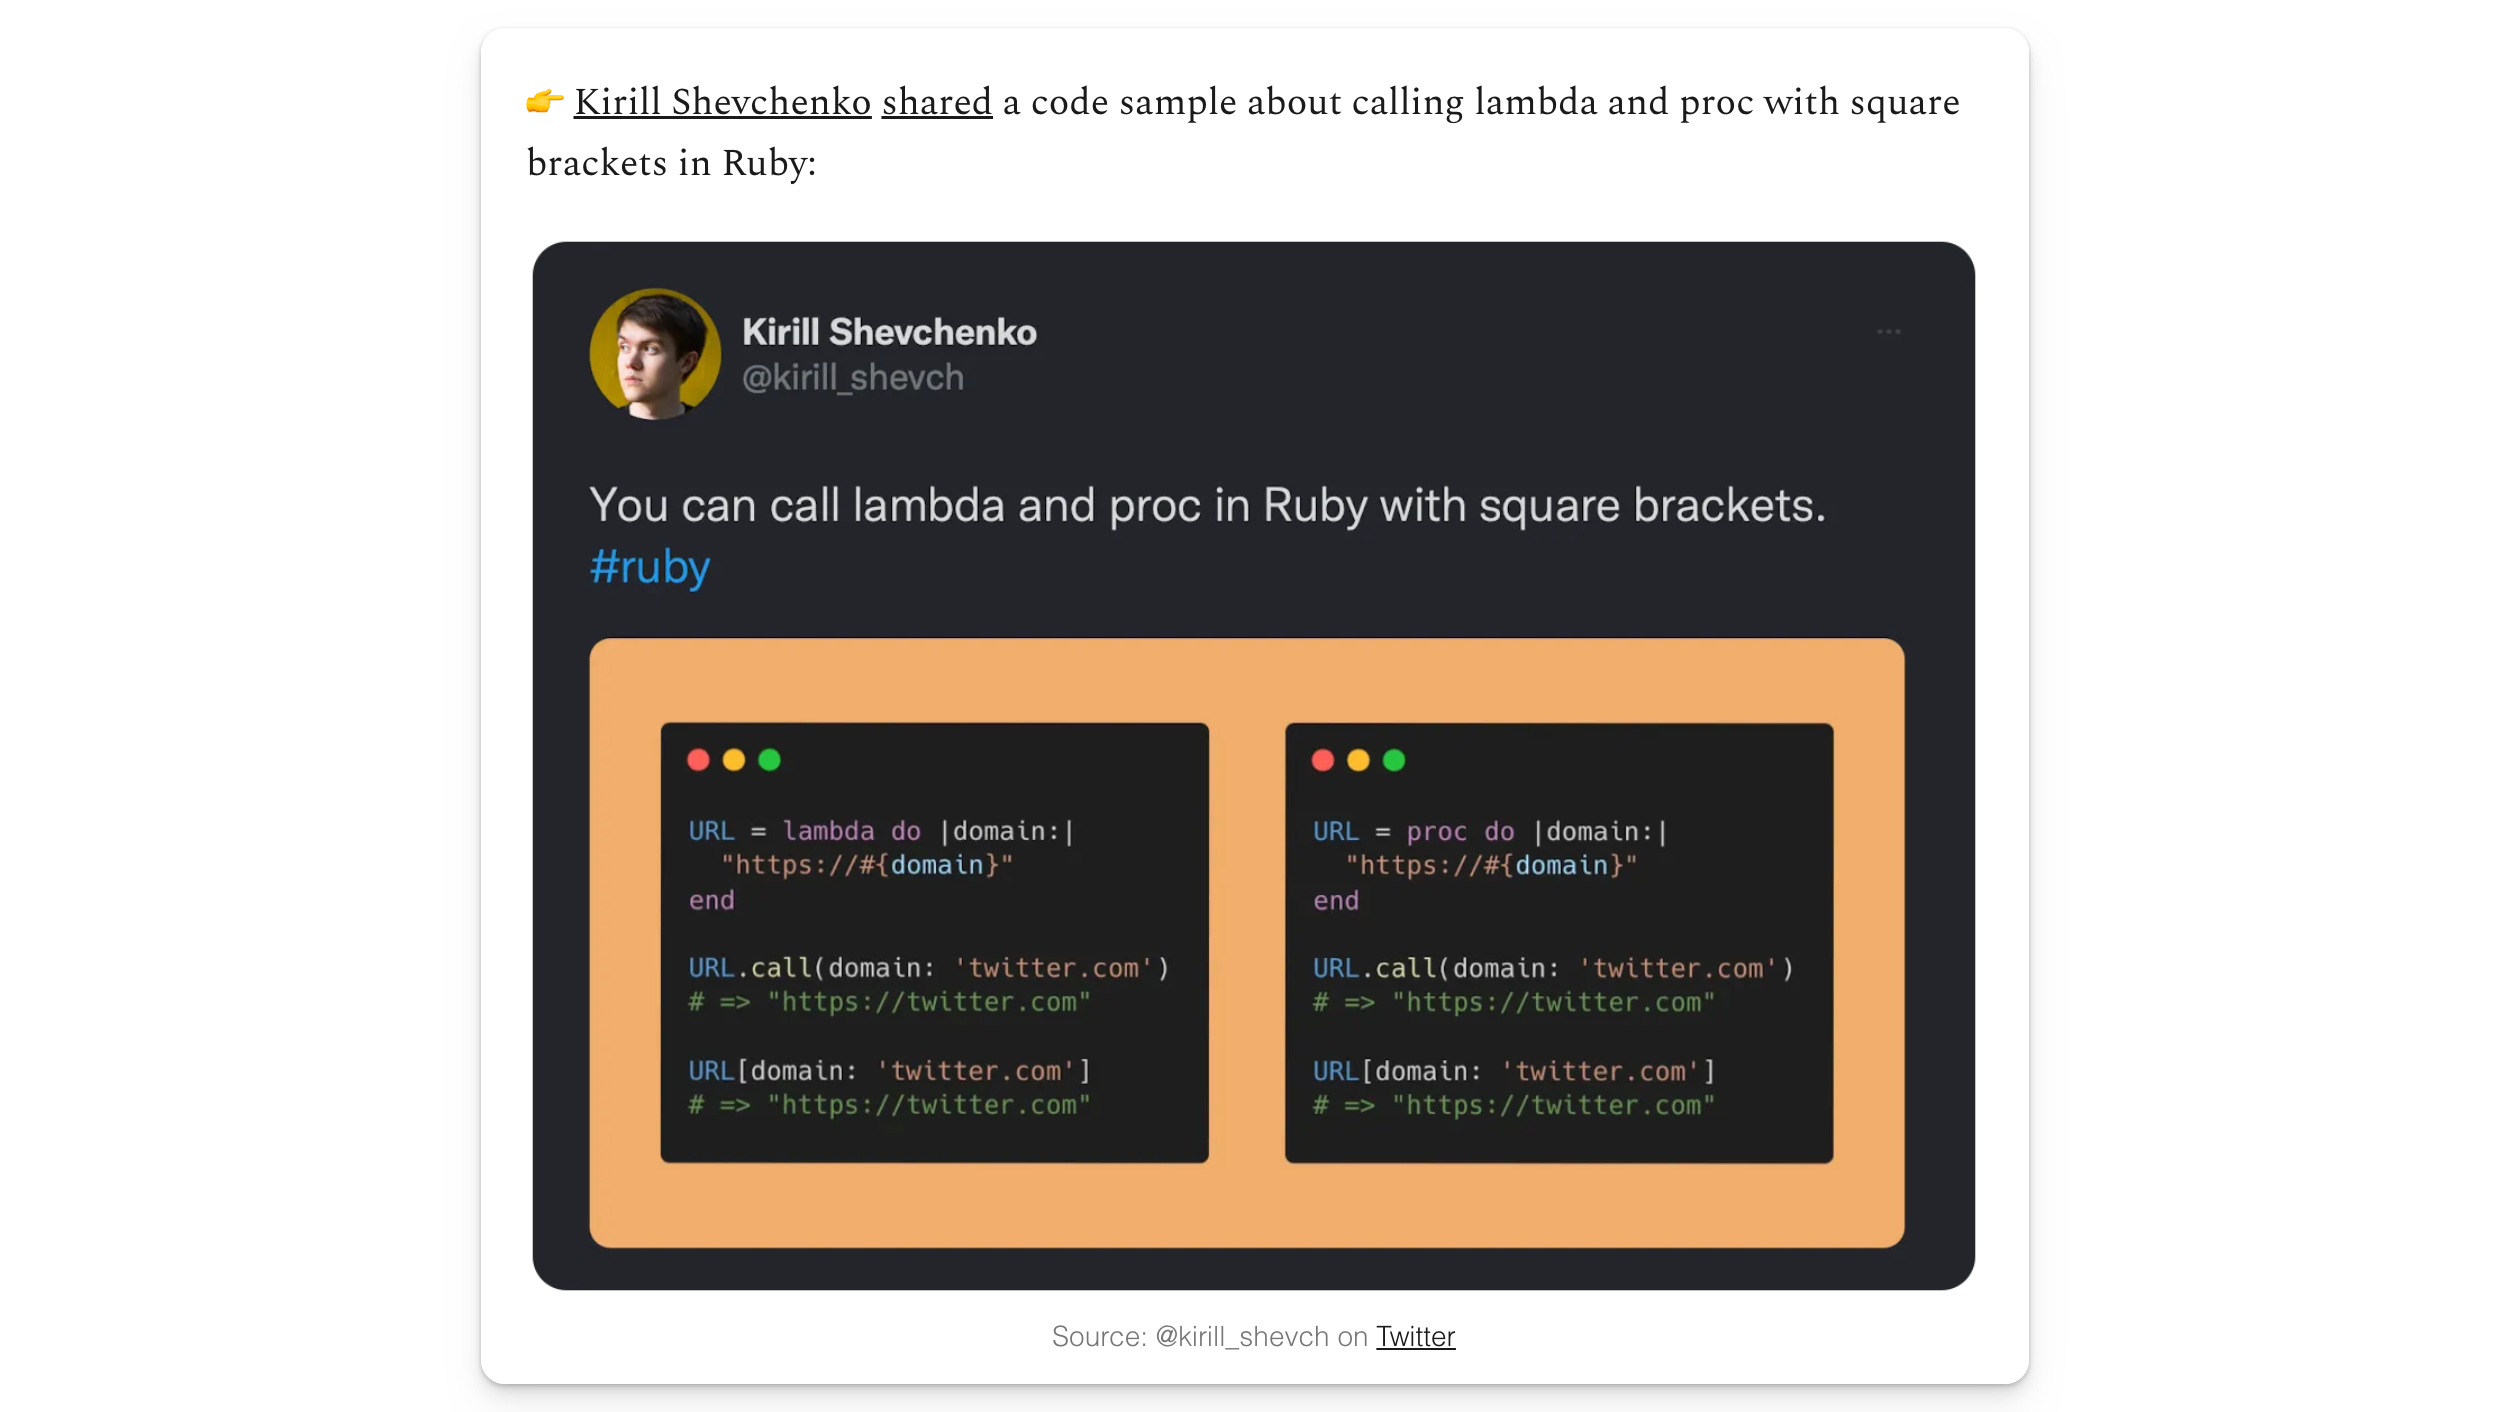 👉 Kirill Shevchenko shared a code sample about calling lambda and proc with square
brackets in Ruby:
Kirill Shevchenko
@kirill_shevch
...
You can call lambda and proc in Ruby with square brackets.
#ruby
URL = lambda do |domain:|
  "https://#{domain}"
end

URL.call(domain: 'twitter.com')
# => "https://twitter.com"

URL[domain: 'twitter.com']
# => "https://twitter.com"
URL = proc do |domain:|
  "https://#{domain}"
end

URL.call(domain: 'twitter.com')
# => "https://twitter.com"

URL[domain: 'twitter.com']
# => "https://twitter.com"
Source: @kirill_shevch on Twitter